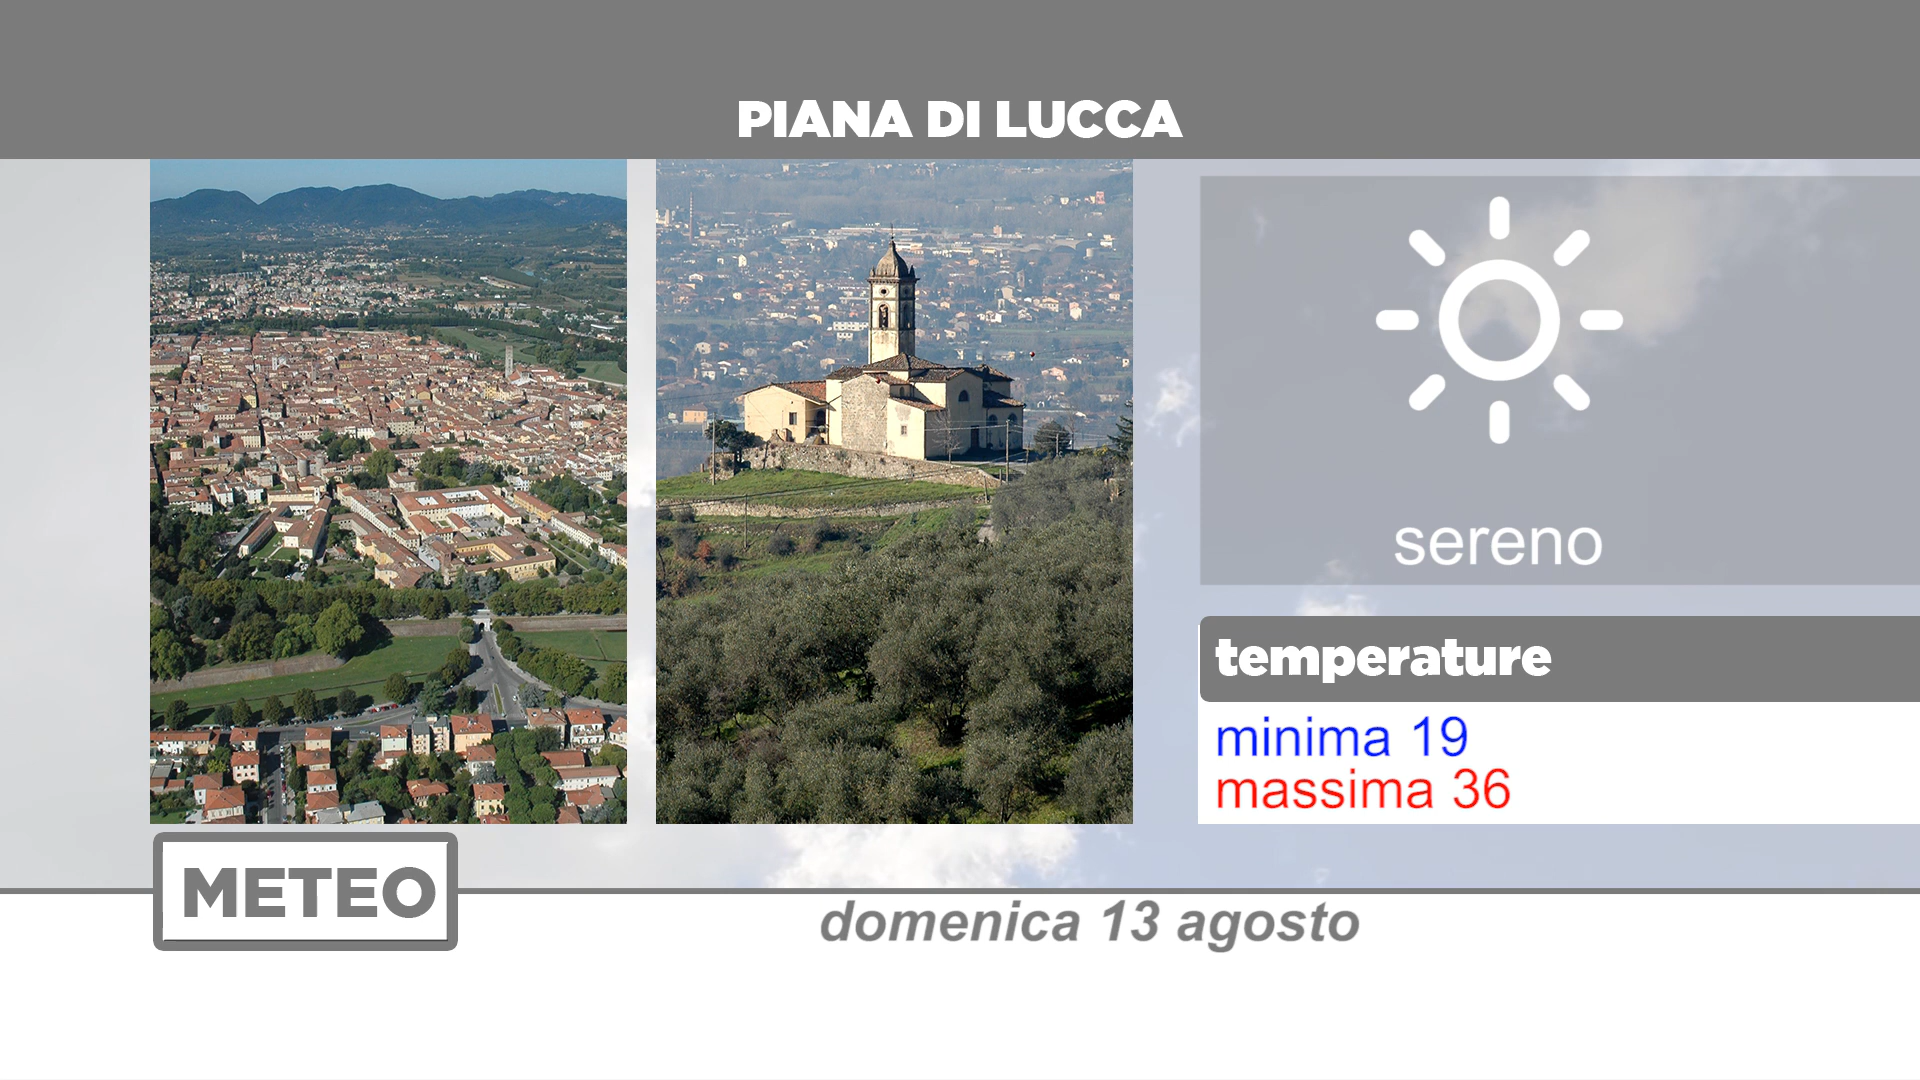 PIANA DI LUCCA
sereno
temperature
minima 19
massima 36
METEO
domenica 13 agosto